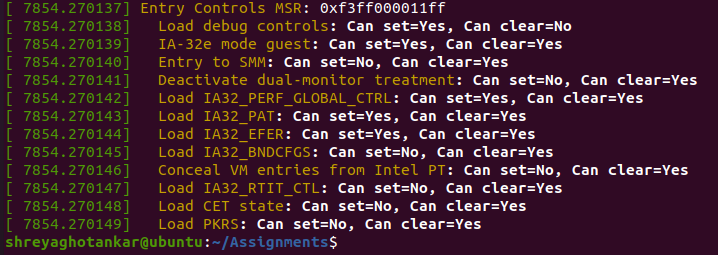 [ 7854.270137] Entry Controls MSR: 0xf3ff000011ff
[ 7854.270138]   Load debug controls: Can set=Yes, Can clear=No
[ 7854.270139]   IA-32e mode guest: Can set=Yes, Can clear=Yes
[ 7854.270140]   Entry to SMM: Can set=No, Can clear=Yes
[ 7854.270141]   Deactivate dual-monitor treatment: Can set=No, Can clear=Yes
[ 7854.270142]   Load IA32_PERF_GLOBAL_CTRL: Can set=Yes, Can clear=Yes
[ 7854.270143]   Load IA32_PAT: Can set=Yes, Can clear=Yes
[ 7854.270144]   Load IA32_EFER: Can set=Yes, Can clear=Yes
[ 7854.270145]   Load IA32_BNDCFGS: Can set=No, Can clear=Yes
[ 7854.270146]   Conceal VM entries from Intel PT: Can set=No, Can clear=Yes
[ 7854.270147]   Load IA32_RTIT_CTL: Can set=No, Can clear=Yes
[ 7854.270148]   Load CET state: Can set=No, Can clear=Yes
[ 7854.270149]   Load PKRS: Can set=No, Can clear=Yes
shreyaghotankar@ubuntu:~/Assignments$